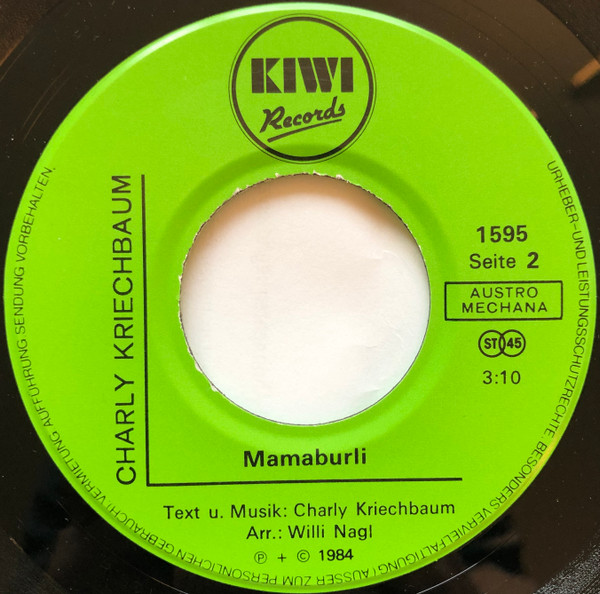 KIWI
Records
CHARLY KRIECHBAUM
1595
Seite 2
AUSTRO
MECHANA
ST 45
3:10
Mamaburli
Text u. Musik: Charly Kriechbaum
Arr.: Willi Nagl
℗ + © 1984
URHEBER-UND LEISTUNGSSCHUTZRECHTE BESONDERS VERVIELFÄLTIGUNG! AUSSER ZUM PERSÖNLICHEN GEBRAUCH! VERMIETUNG AUFFÜHRUNG SENDUNG VORBEHALTEN.